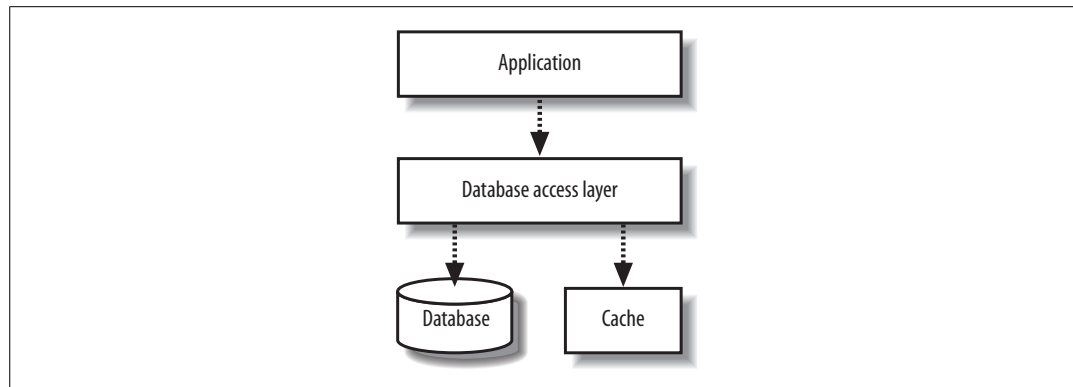 Application
Database access layer
Database
Cache